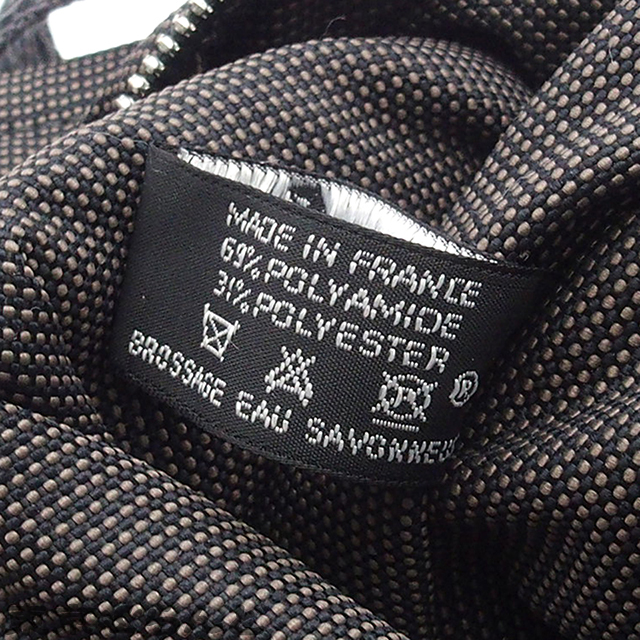 MADE IN FRANCE
69% POLYAMIDE
31% POLYESTER
®
BROSSAGE EAU SAVONNEUSE